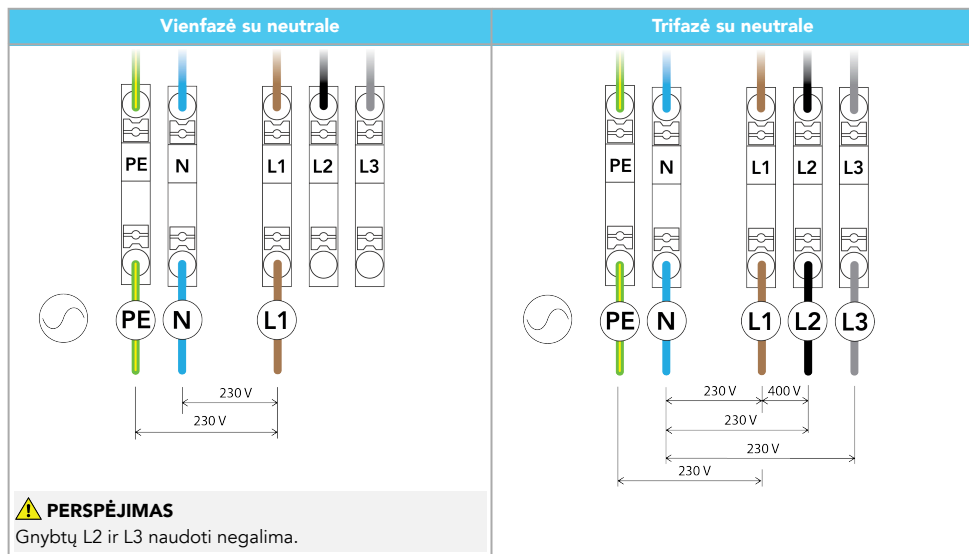 Vienfazė su neutrale
PE N L1 L2 L3
PE N L1
230 V
230 V
PERSPĖJIMAS
Gnybtų L2 ir L3 naudoti negalima.
Trifazė su neutrale
PE N L1 L2 L3
PE N L1 L2 L3
230 V 400 V
230 V
230 V
230 V